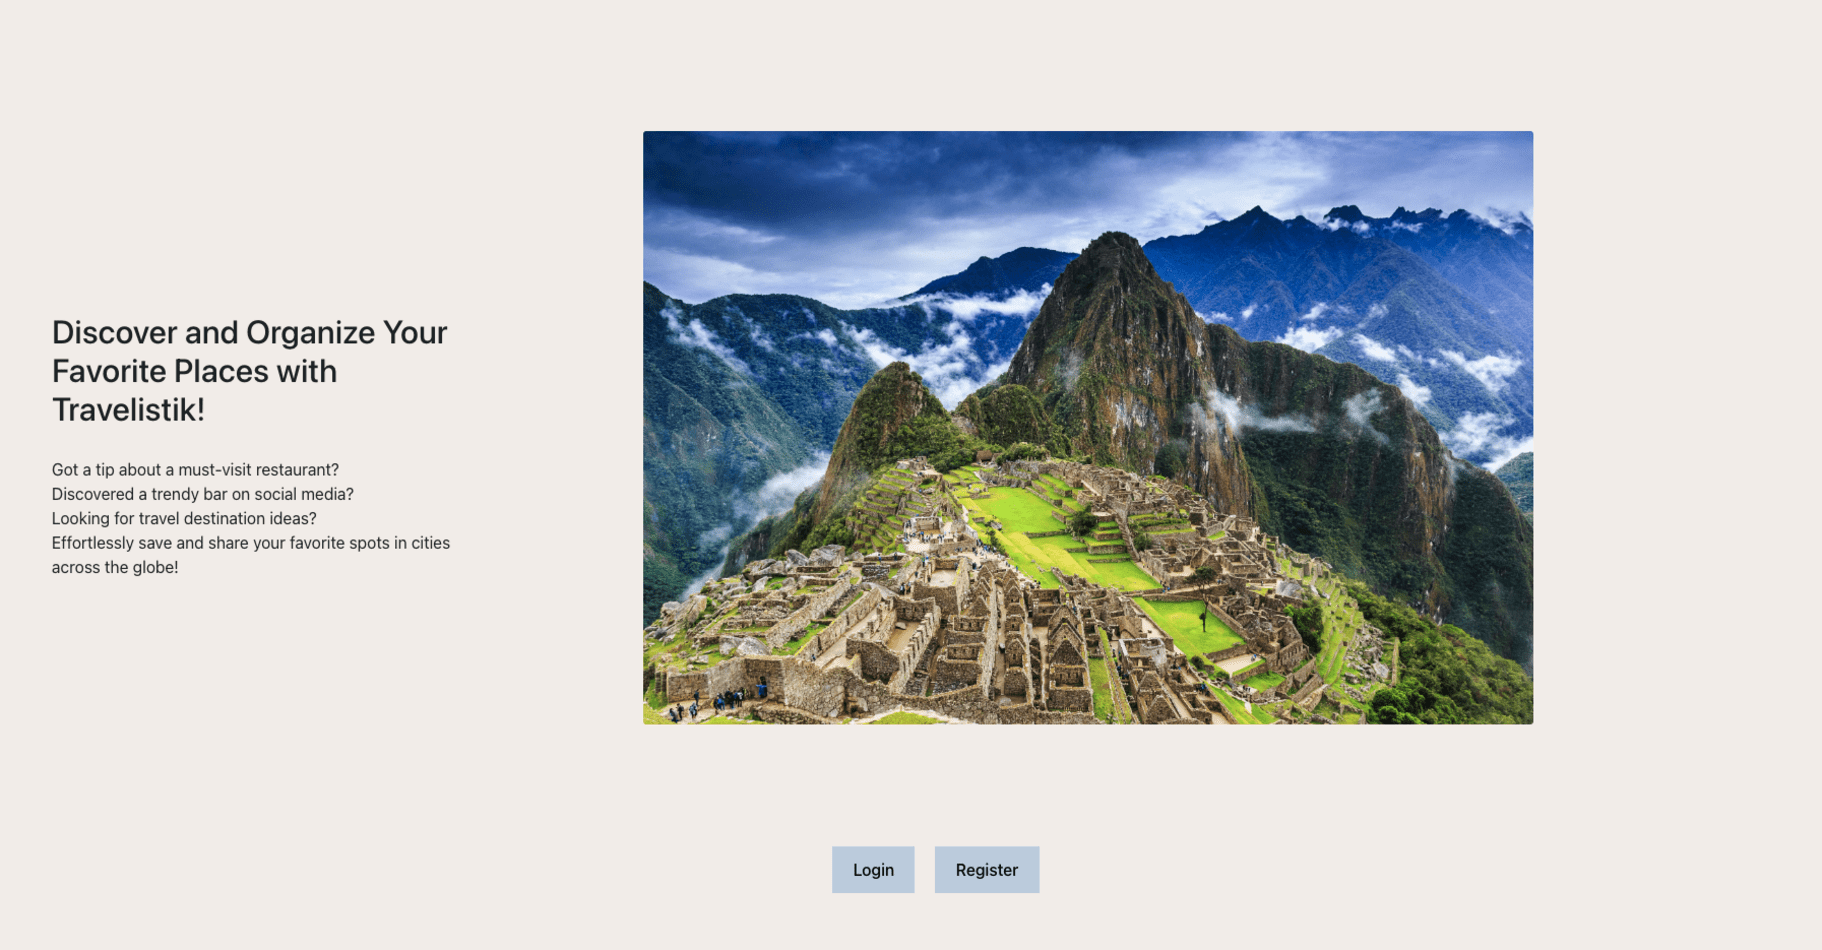 Discover and Organize Your
Favorite Places with
Travelistik!
Got a tip about a must-visit restaurant?
Discovered a trendy bar on social media?
Looking for travel destination ideas?
Effortlessly save and share your favorite spots in cities
across the globe!
Login
Register